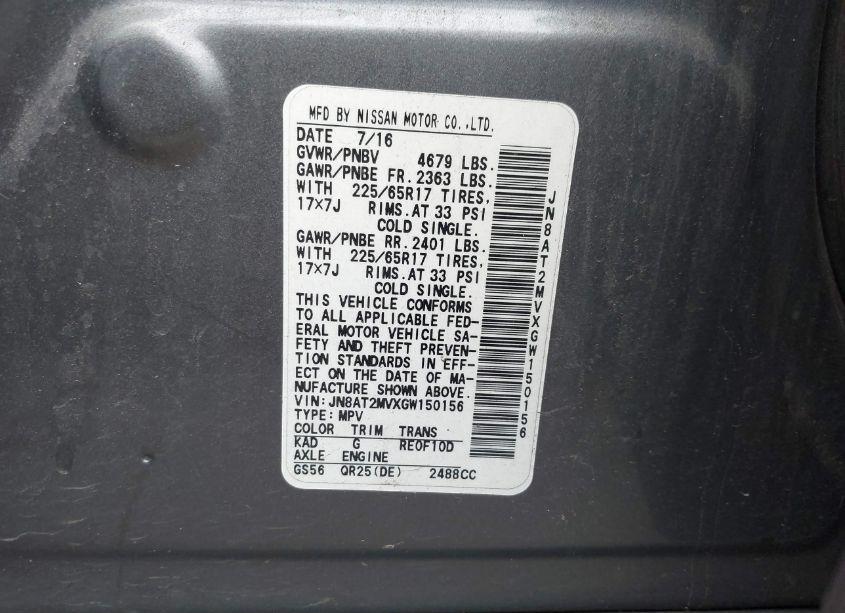 MFD BY NISSAN MOTOR CO.,LTD.
DATE 7/16
GVWR/PNBV 4679 LBS.
GAWR/PNBE FR. 2363 LBS.
WITH 225/65R17 TIRES,
17×7J RIMS.AT 33 PSI
COLD SINGLE.
GAWR/PNBE RR. 2401 LBS.
WITH 225/65R17 TIRES,
17×7J RIMS.AT 33 PSI
COLD SINGLE.
THIS VEHICLE CONFORMS
TO ALL APPLICABLE FED-
ERAL MOTOR VEHICLE SA-
FETY AND THEFT PREVEN-
TION STANDARDS IN EFF-
ECT ON THE DATE OF MA-
NUFACTURE SHOWN ABOVE.
VIN: JN8AT2MVXGW150156
TYPE: MPV
COLOR TRIM TRANS
KAD G RE0F10D
AXLE ENGINE
GS56 QR25(DE) 2488CC
JN8AT2MVXGW150156